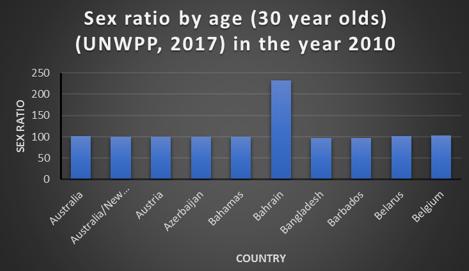 Sex ratio by age (30 year olds)
(UNWPP, 2017) in the year 2010
SEX RATIO
250
200
150
100
50
0
Australia
Australia/New...
Austria
Azerbaijan
Bahamas
Bahrain
Bangladesh
Barbados
Belarus
Belgium
COUNTRY